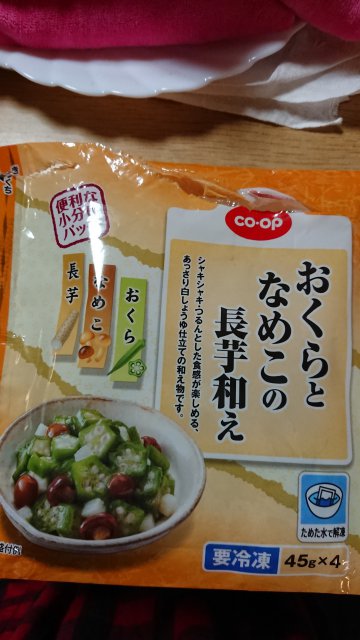 便利な
小分け
パック
co-op
おくらと
なめこの
長芋和え
シャキシャキ・つるんとした食感が楽しめる、
あっさり白しょうゆ仕立ての和え物です。
長芋
なめこ
おくら
ためた水で解凍
要冷凍
45g×4